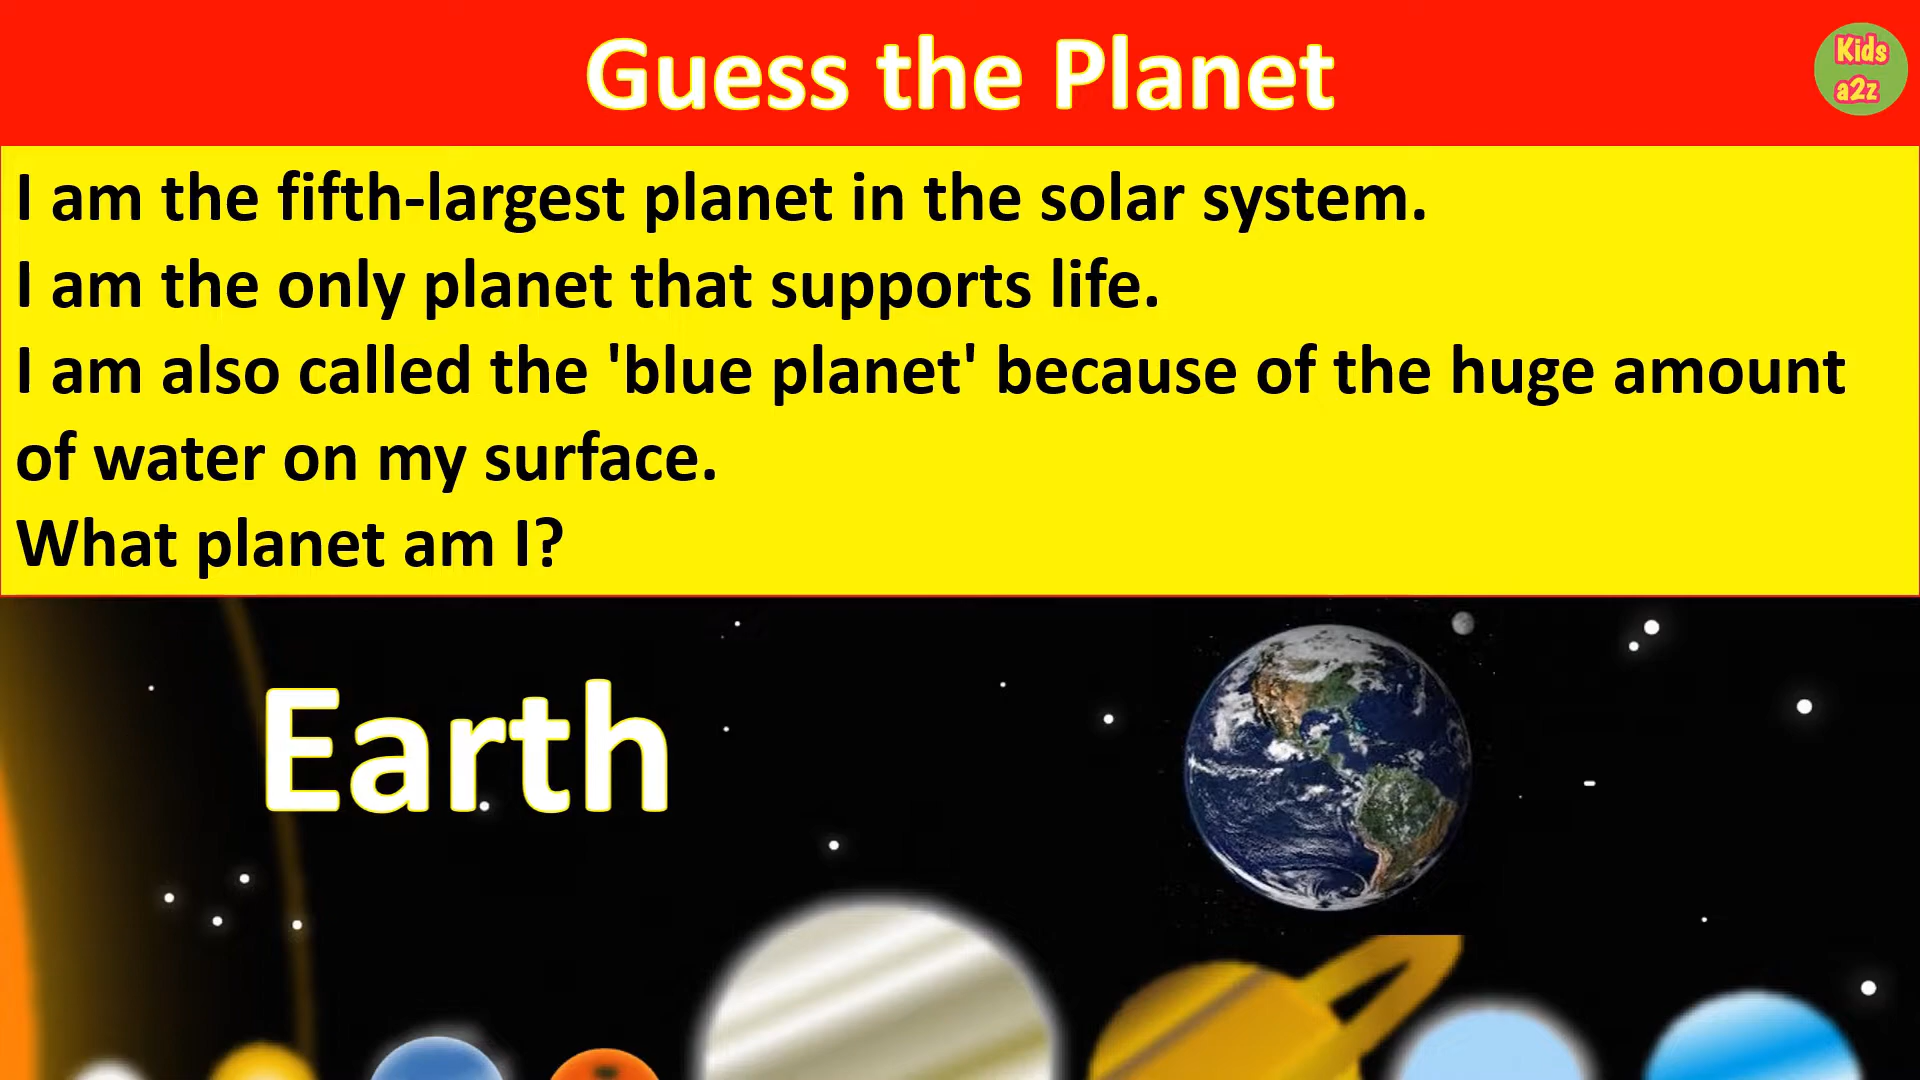 Guess the Planet
Kids
a2z
I am the fifth-largest planet in the solar system.
I am the only planet that supports life.
I am also called the 'blue planet' because of the huge amount
of water on my surface.
What planet am I?
Earth